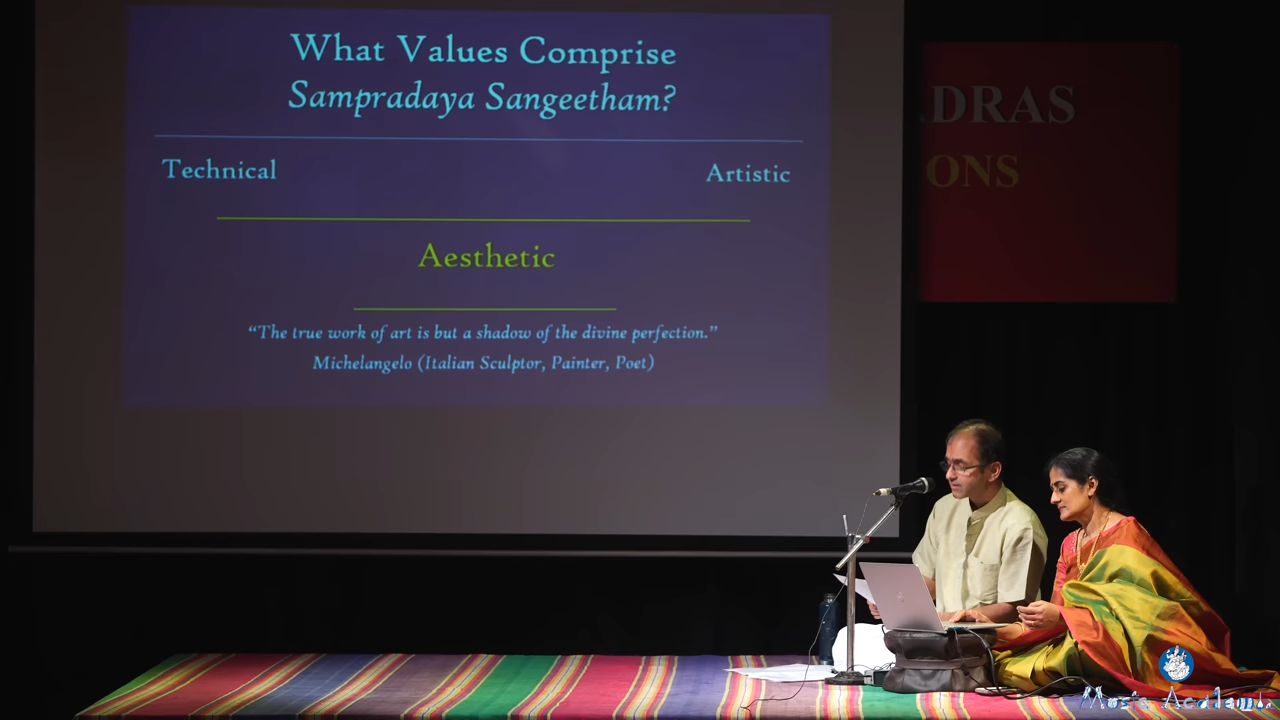 What Values Comprise
Sampradaya Sangeetham?
Technical
Artistic
Aesthetic
“The true work of art is but a shadow of the divine perfection.”
Michelangelo (Italian Sculptor, Painter, Poet)
DRAS
ONS
Music Academy